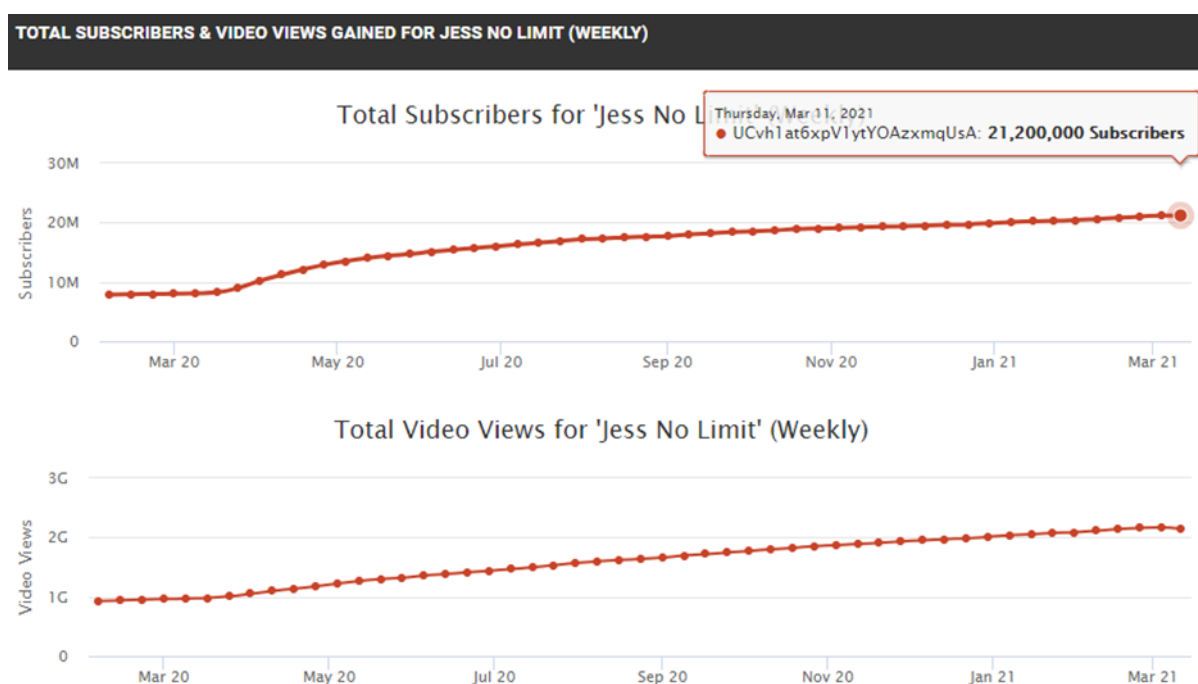 TOTAL SUBSCRIBERS & VIDEO VIEWS GAINED FOR JESS NO LIMIT (WEEKLY)
Total Subscribers for 'Jess No Limit' (Weekly)
Thursday, Mar 11, 2021
● UCvh1at6xpV1ytYOAzxmqUsA: 21,200,000 Subscribers
30M
20M
10M
0
Subscribers
Mar 20 May 20 Jul 20 Sep 20 Nov 20 Jan 21 Mar 21
Total Video Views for 'Jess No Limit' (Weekly)
3G
2G
1G
0
Video Views
Mar 20 May 20 Jul 20 Sep 20 Nov 20 Jan 21 Mar 21